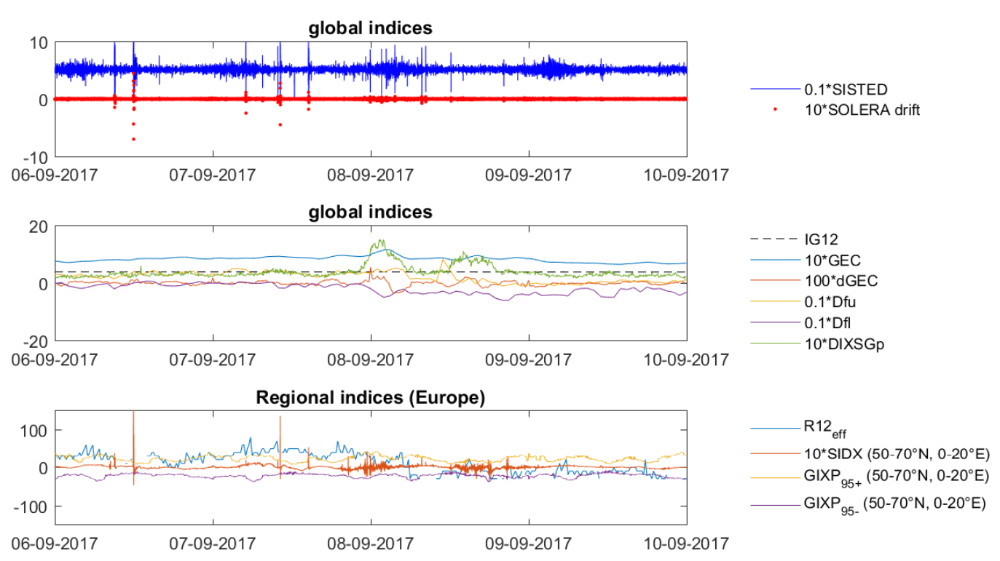 global indices
10
0
-10
06-09-2017 07-09-2017 08-09-2017 09-09-2017 10-09-2017
0.1*SISTED
10*SOLERA drift
global indices
20
0
-20
06-09-2017 07-09-2017 08-09-2017 09-09-2017 10-09-2017
IG12
10*GEC
100*dGEC
0.1*Dfu
0.1*Dfl
10*DIXSGp
Regional indices (Europe)
100
0
-100
06-09-2017 07-09-2017 08-09-2017 09-09-2017 10-09-2017
R12eff
10*SIDX (50-70°N, 0-20°E)
GIXP95+ (50-70°N, 0-20°E)
GIXP95- (50-70°N, 0-20°E)